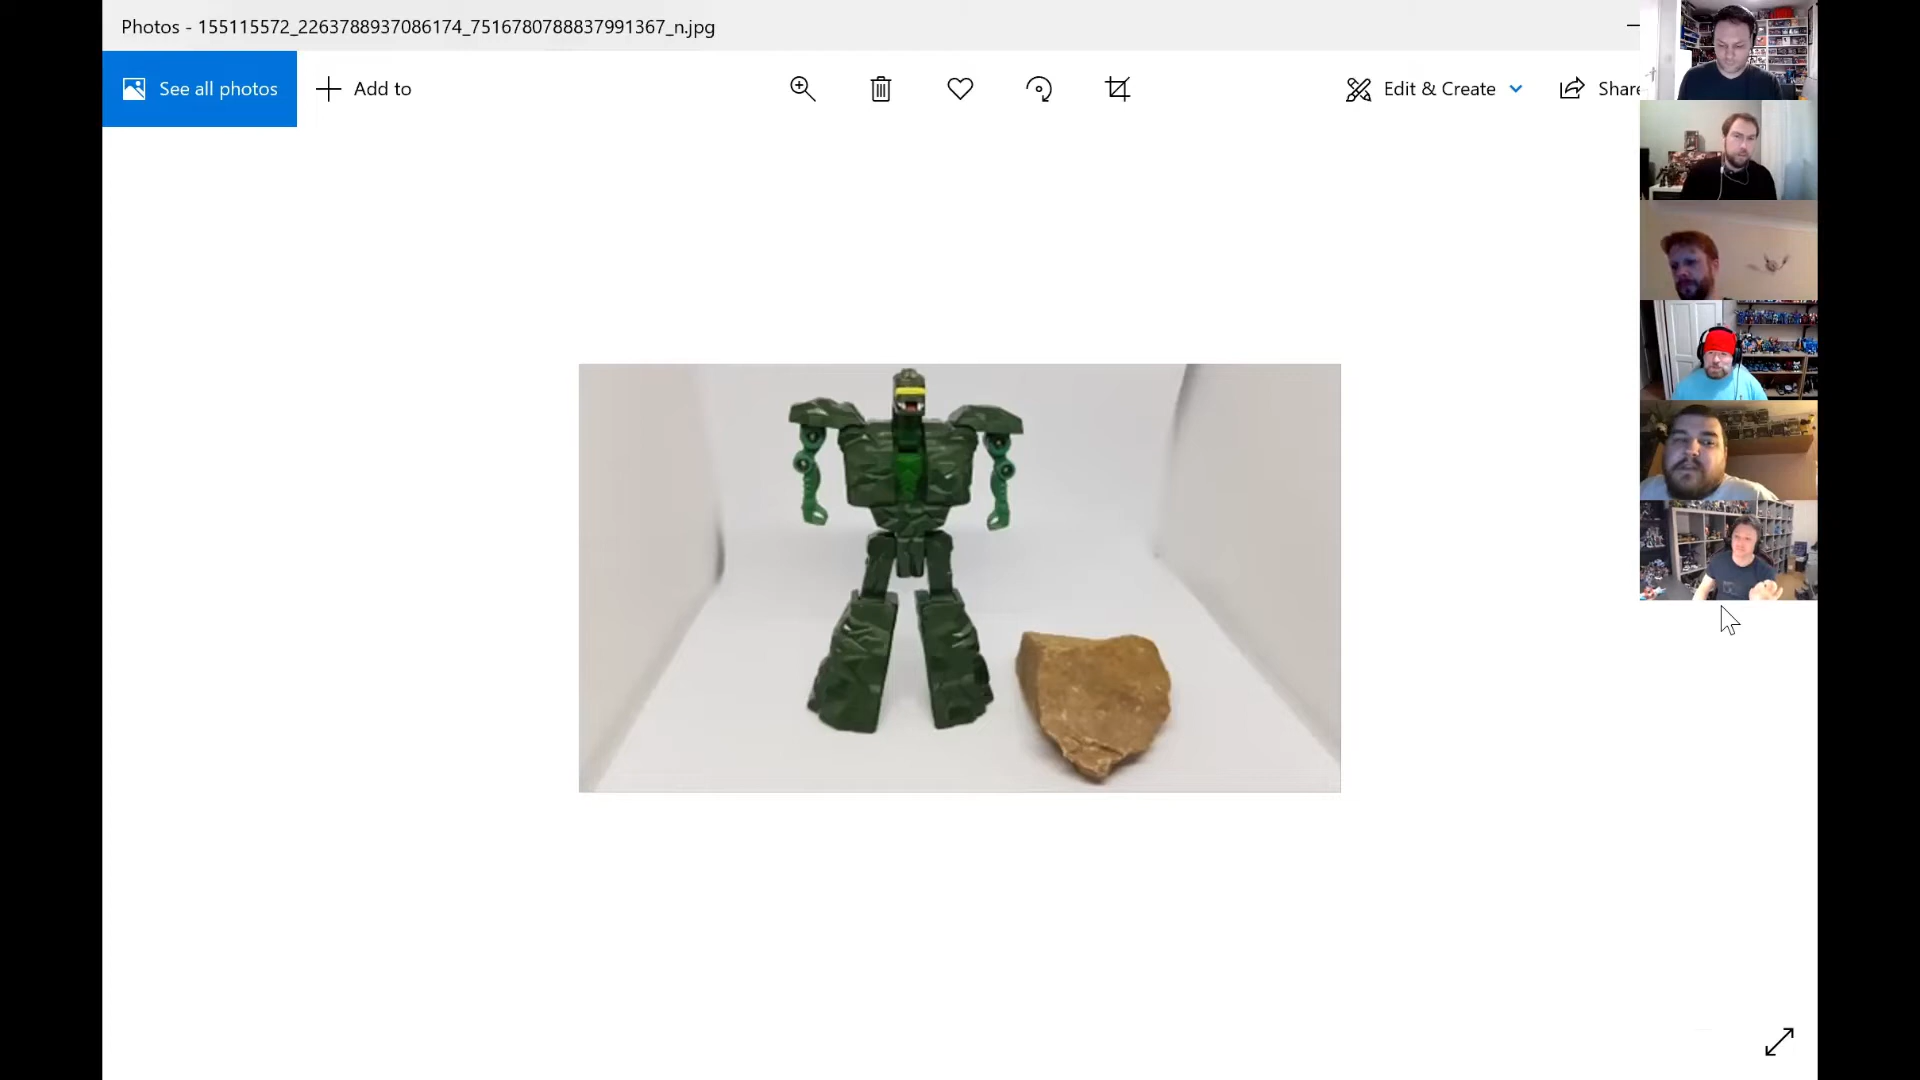 Photos - 155115572_2263788937086174_7516780788837991367_n.jpg
See all photos
Add to
Edit & Create
Share